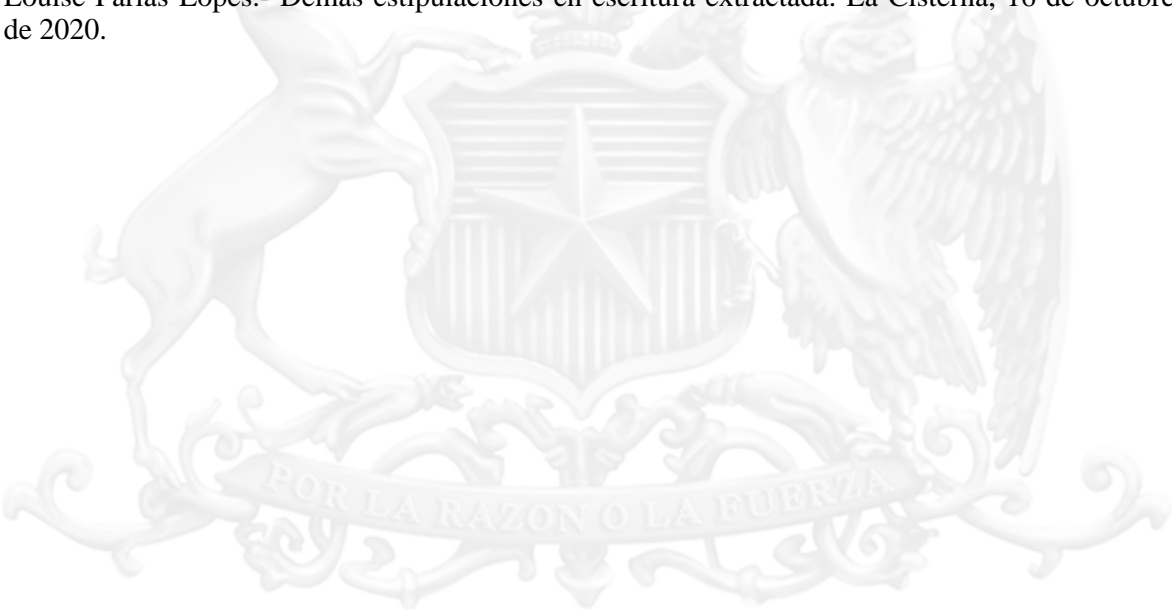 Louise Farias Lopes.- Demás estipulaciones en escritura extractada. La Cisterna, 16 de octubre
de 2020.
POR LA RAZON O LA FUERZA